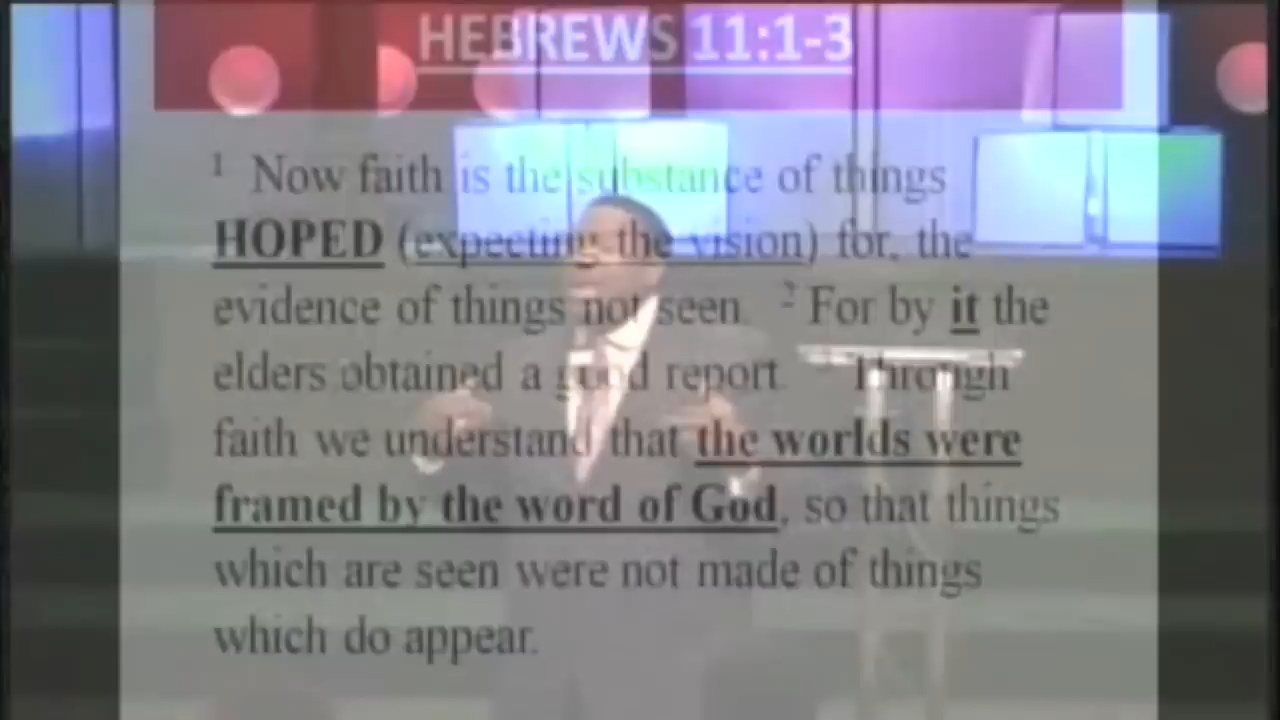 HEBREWS 11:1-3
1 Now faith is the substance of things
HOPED (expecting the vision) for, the
evidence of things not seen. 2 For by it the
elders obtained a good report. Through
faith we understand that the worlds were
framed by the word of God, so that things
which are seen were not made of things
which do appear.